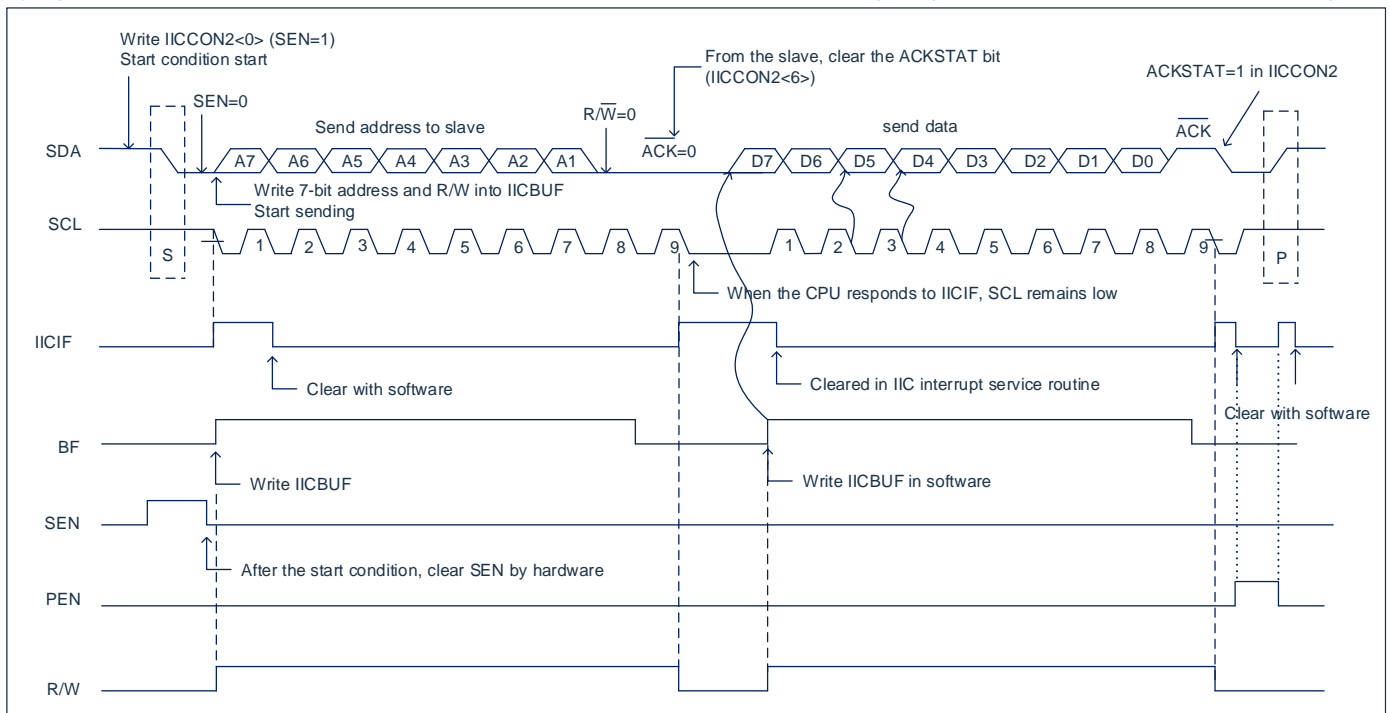 Write IICCON2<0> (SEN=1)
Start condition start
From the slave, clear the ACKSTAT bit
(IICCON2<6>)
ACKSTAT=1 in IICCON2
SEN=0
R/W̅=0
Send address to slave
send data
A̅C̅K̅=0
A̅C̅K̅
SDA
A7 A6 A5 A4 A3 A2 A1
D7 D6 D5 D4 D3 D2 D1 D0
Write 7-bit address and R/W into IICBUF
Start sending
SCL
S
1 2 3 4 5 6 7 8 9
1 2 3 4 5 6 7 8 9
P
When the CPU responds to IICIF, SCL remains low
IICIF
Clear with software
Cleared in IIC interrupt service routine
Clear with software
BF
Write IICBUF
Write IICBUF in software
SEN
After the start condition, clear SEN by hardware
PEN
R/W